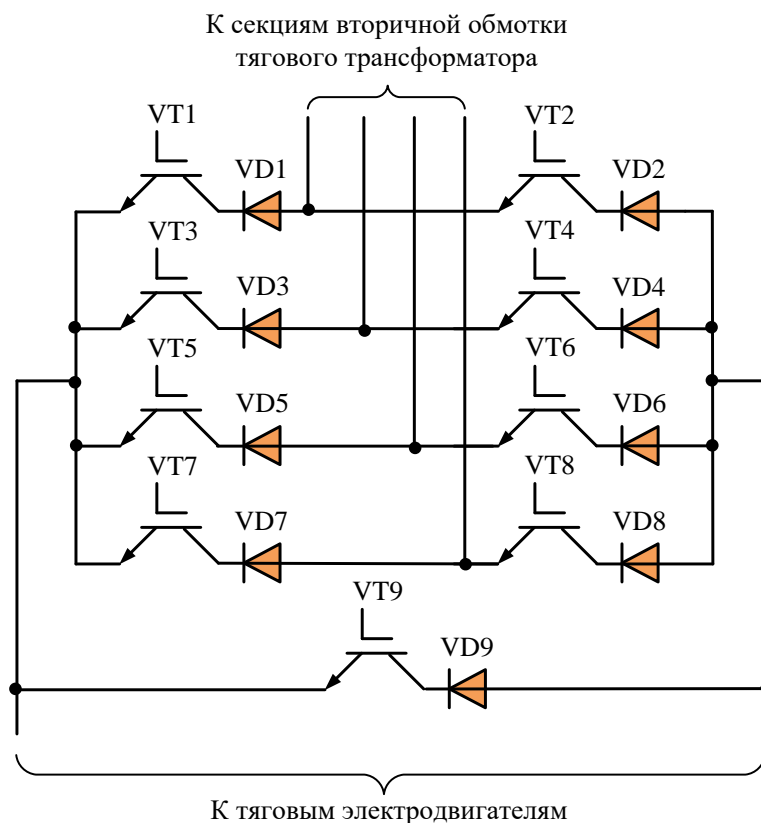 К секциям вторичной обмотки
тягового трансформатора
VT1
VT2
VD1
VD2
VT3
VT4
VD3
VD4
VT5
VT6
VD5
VD6
VT7
VT8
VD7
VD8
VT9
VD9
К тяговым электродвигателям